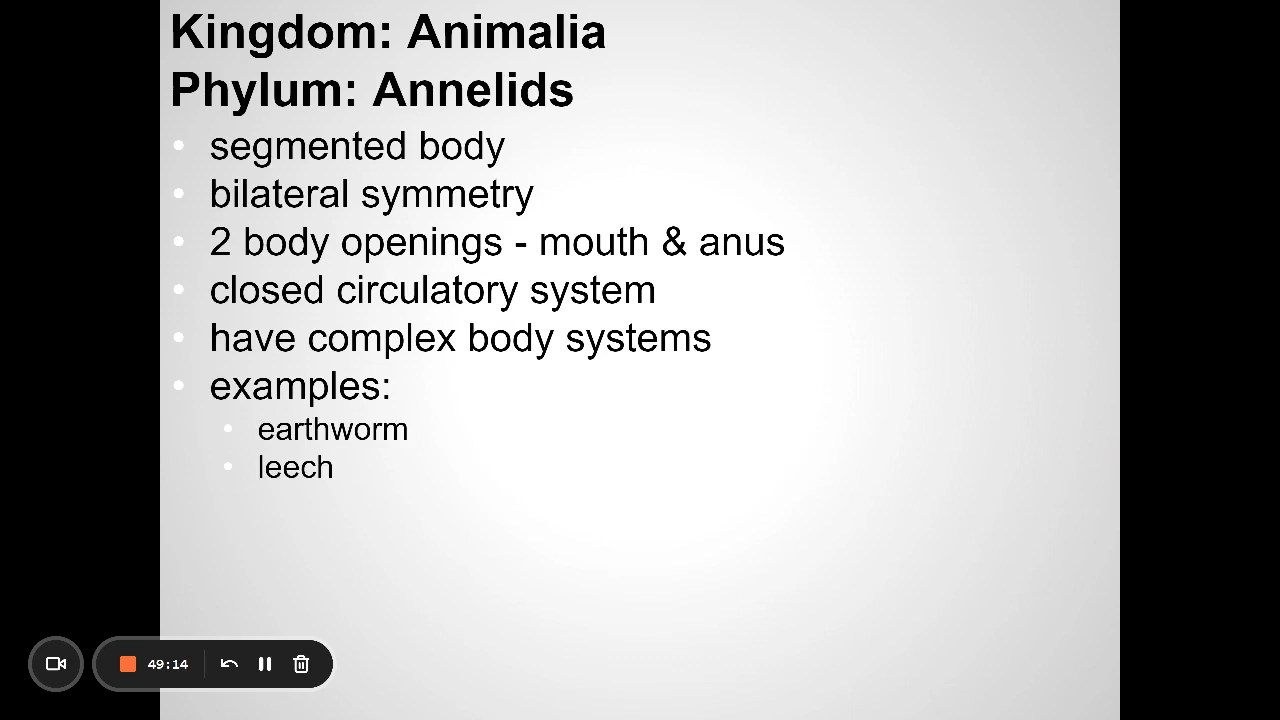 Kingdom: Animalia
Phylum: Annelids
• segmented body
• bilateral symmetry
• 2 body openings - mouth & anus
• closed circulatory system
• have complex body systems
• examples:
• earthworm
• leech
49:14